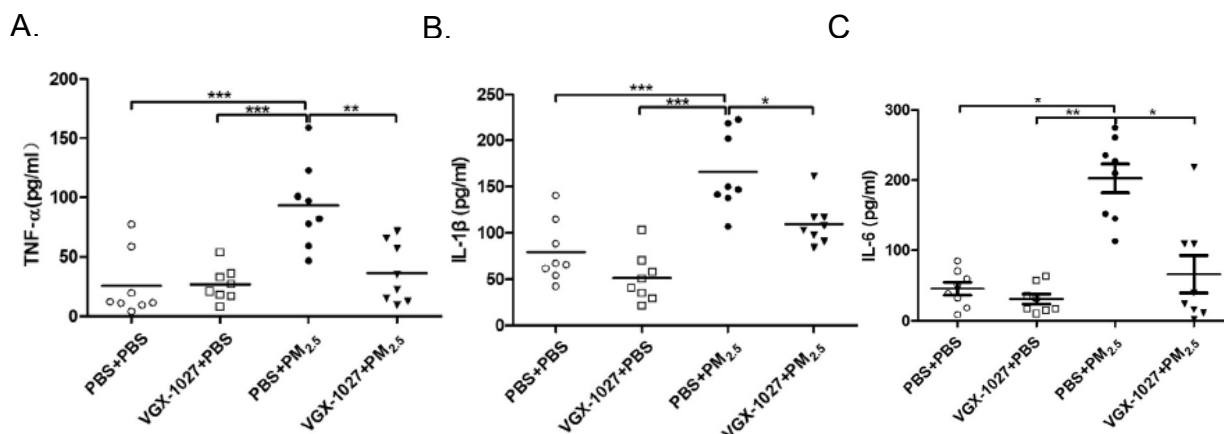 A.
B.
C
TNF-α(pg/ml)
200
150
100
50
0
***
***
**
PBS+PBS
VGX-1027+PBS
PBS+PM2.5
VGX-1027+PM2.5
IL-1β (pg/ml)
250
200
150
100
50
0
***
***
*
PBS+PBS
VGX-1027+PBS
PBS+PM2.5
VGX-1027+PM2.5
IL-6 (pg/ml)
300
200
100
0
*
**
*
PBS+PBS
VGX-1027+PBS
PBS+PM2.5
VGX-1027+PM2.5